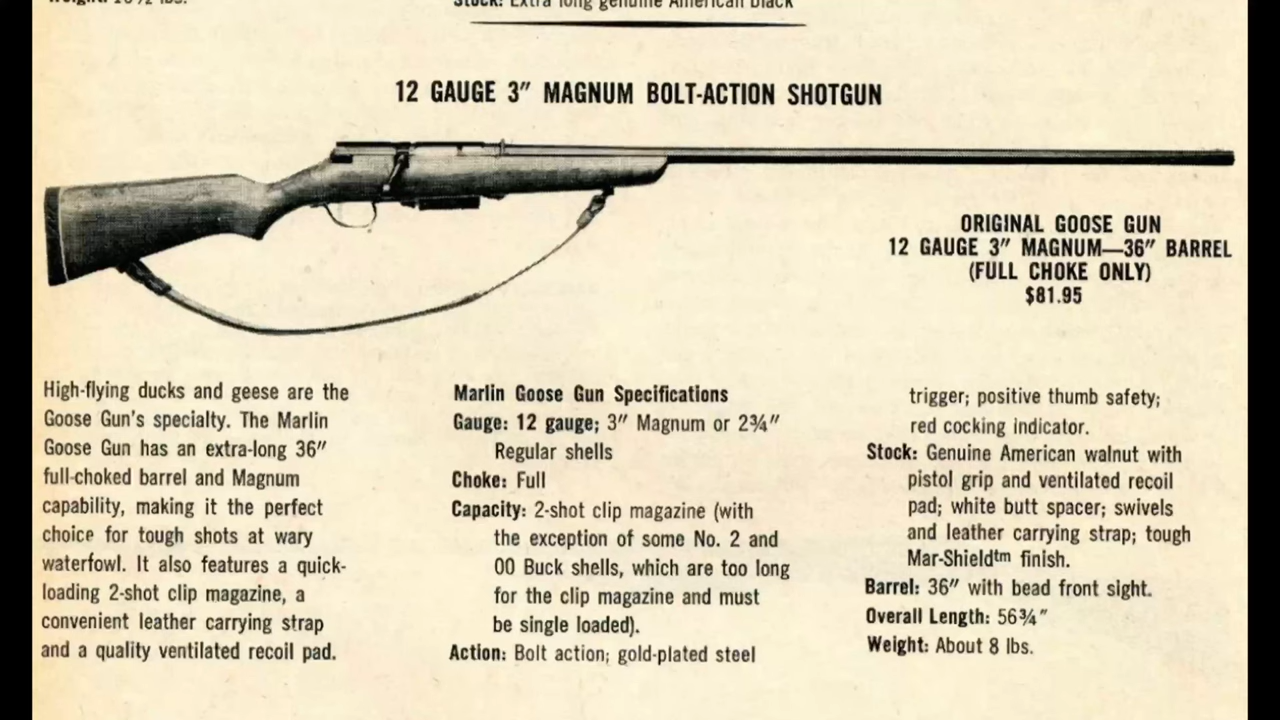 Stock: Extra long genuine American black
12 GAUGE 3″ MAGNUM BOLT-ACTION SHOTGUN
ORIGINAL GOOSE GUN
12 GAUGE 3″ MAGNUM—36″ BARREL
(FULL CHOKE ONLY)
$81.95
High-flying ducks and geese are the
Goose Gun's specialty. The Marlin
Goose Gun has an extra-long 36″
full-choked barrel and Magnum
capability, making it the perfect
choice for tough shots at wary
waterfowl. It also features a quick-
loading 2-shot clip magazine, a
convenient leather carrying strap
and a quality ventilated recoil pad.
Marlin Goose Gun Specifications
Gauge: 12 gauge; 3″ Magnum or 2¾″
Regular shells
Choke: Full
Capacity: 2-shot clip magazine (with
the exception of some No. 2 and
00 Buck shells, which are too long
for the clip magazine and must
be single loaded).
Action: Bolt action; gold-plated steel
trigger; positive thumb safety;
red cocking indicator.
Stock: Genuine American walnut with
pistol grip and ventilated recoil
pad; white butt spacer; swivels
and leather carrying strap; tough
Mar-Shield™ finish.
Barrel: 36″ with bead front sight.
Overall Length: 56¾″
Weight: About 8 lbs.